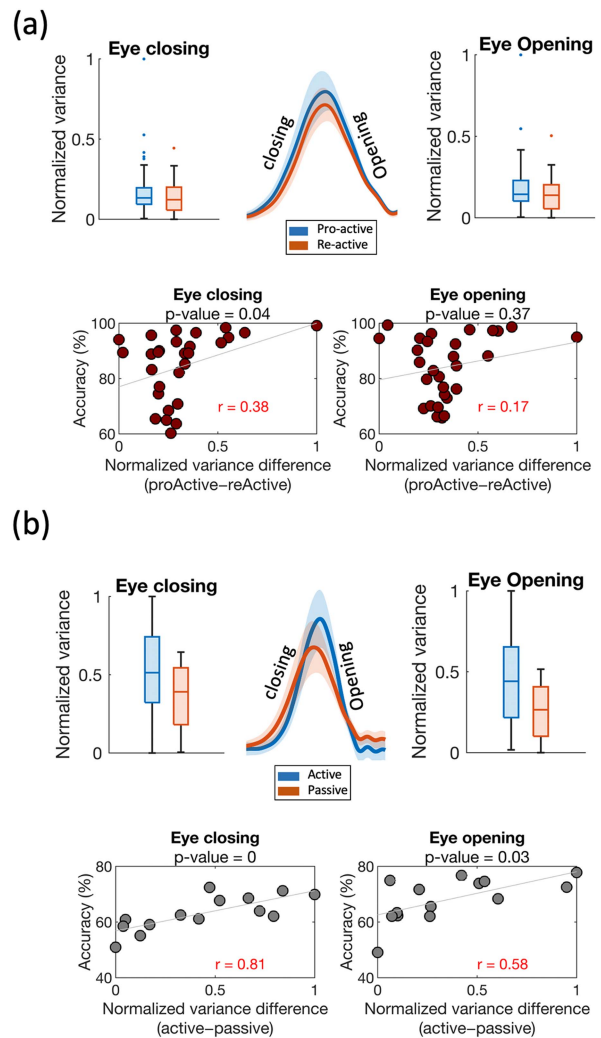 (a)
Eye closing
Normalized variance
1
0.5
0
closing
Opening
Pro-active
Re-active
Eye Opening
Normalized variance
1
0.5
0
Eye closing
p-value = 0.04
Accuracy (%)
100
80
60
r = 0.38
0
0.5
1
Normalized variance difference
(proActive−reActive)
Eye opening
p-value = 0.37
Accuracy (%)
100
80
60
r = 0.17
0
0.5
1
Normalized variance difference
(proActive−reActive)
(b)
Eye closing
Normalized variance
1
0.5
0
closing
Opening
Active
Passive
Eye Opening
Normalized variance
1
0.5
0
Eye closing
p-value = 0
Accuracy (%)
80
60
40
r = 0.81
0
0.5
1
Normalized variance difference
(active−passive)
Eye opening
p-value = 0.03
Accuracy (%)
80
60
40
r = 0.58
0
0.5
1
Normalized variance difference
(active−passive)